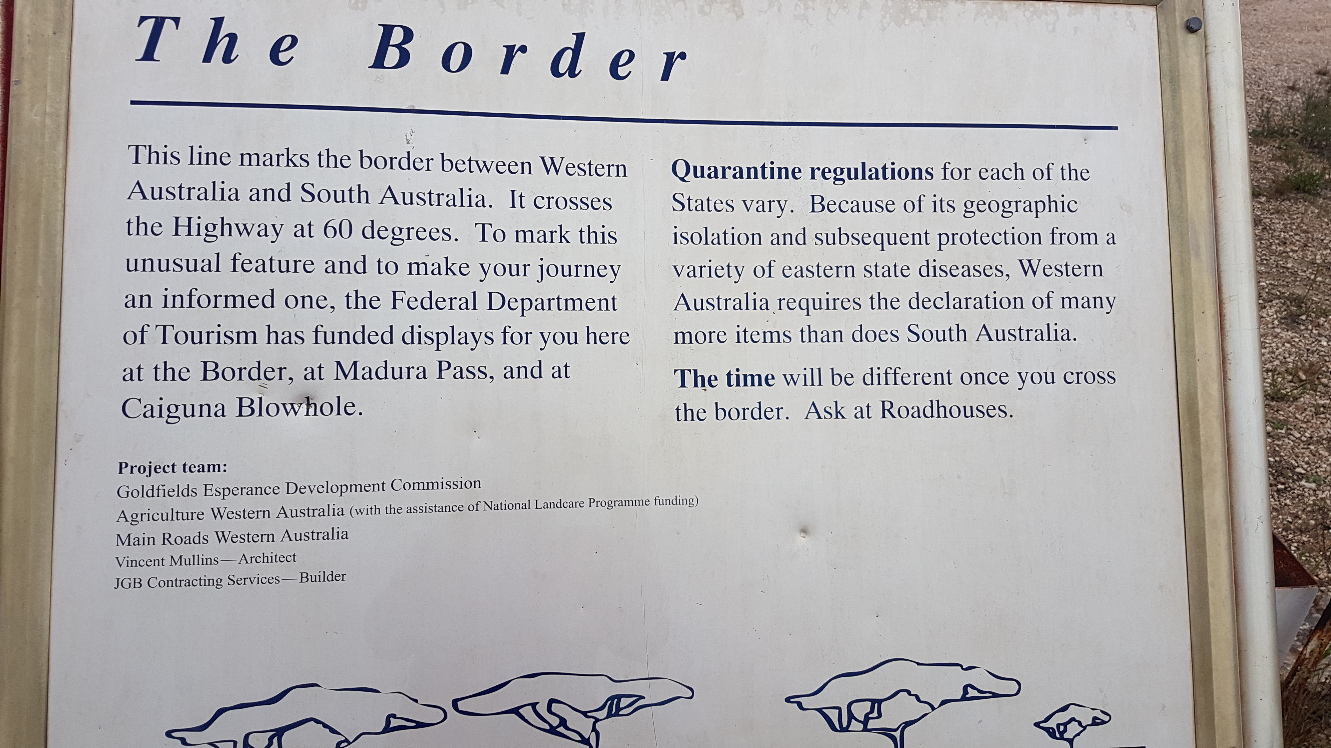 The Border
This line marks the border between Western
Australia and South Australia. It crosses
the Highway at 60 degrees. To mark this
unusual feature and to make your journey
an informed one, the Federal Department
of Tourism has funded displays for you here
at the Border, at Madura Pass, and at
Caiguna Blowhole.
Quarantine regulations for each of the
States vary. Because of its geographic
isolation and subsequent protection from a
variety of eastern state diseases, Western
Australia requires the declaration of many
more items than does South Australia.
The time will be different once you cross
the border. Ask at Roadhouses.
Project team:
Goldfields Esperance Development Commission
Agriculture Western Australia (with the assistance of National Landcare Programme funding)
Main Roads Western Australia
Vincent Mullins—Architect
JGB Contracting Services—Builder